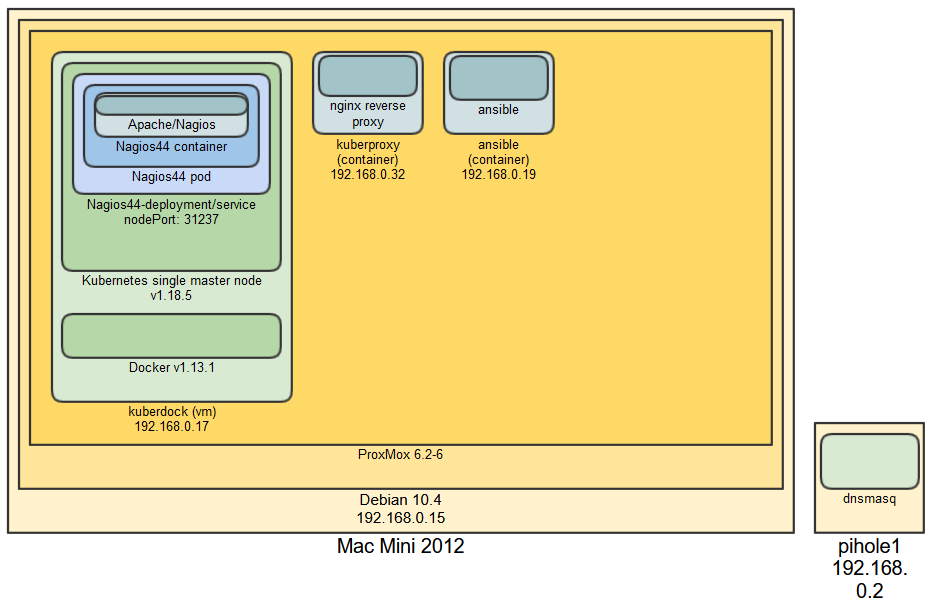 Apache/Nagios
Nagios44 container
Nagios44 pod
Nagios44-deployment/service
nodePort: 31237
Kubernetes single master node
v1.18.5
Docker v1.13.1
kuberdock (vm)
192.168.0.17
nginx reverse
proxy
kuberproxy
(container)
192.168.0.32
ansible
ansible
(container)
192.168.0.19
ProxMox 6.2-6
Debian 10.4
192.168.0.15
Mac Mini 2012
dnsmasq
pihole1
192.168.
0.2